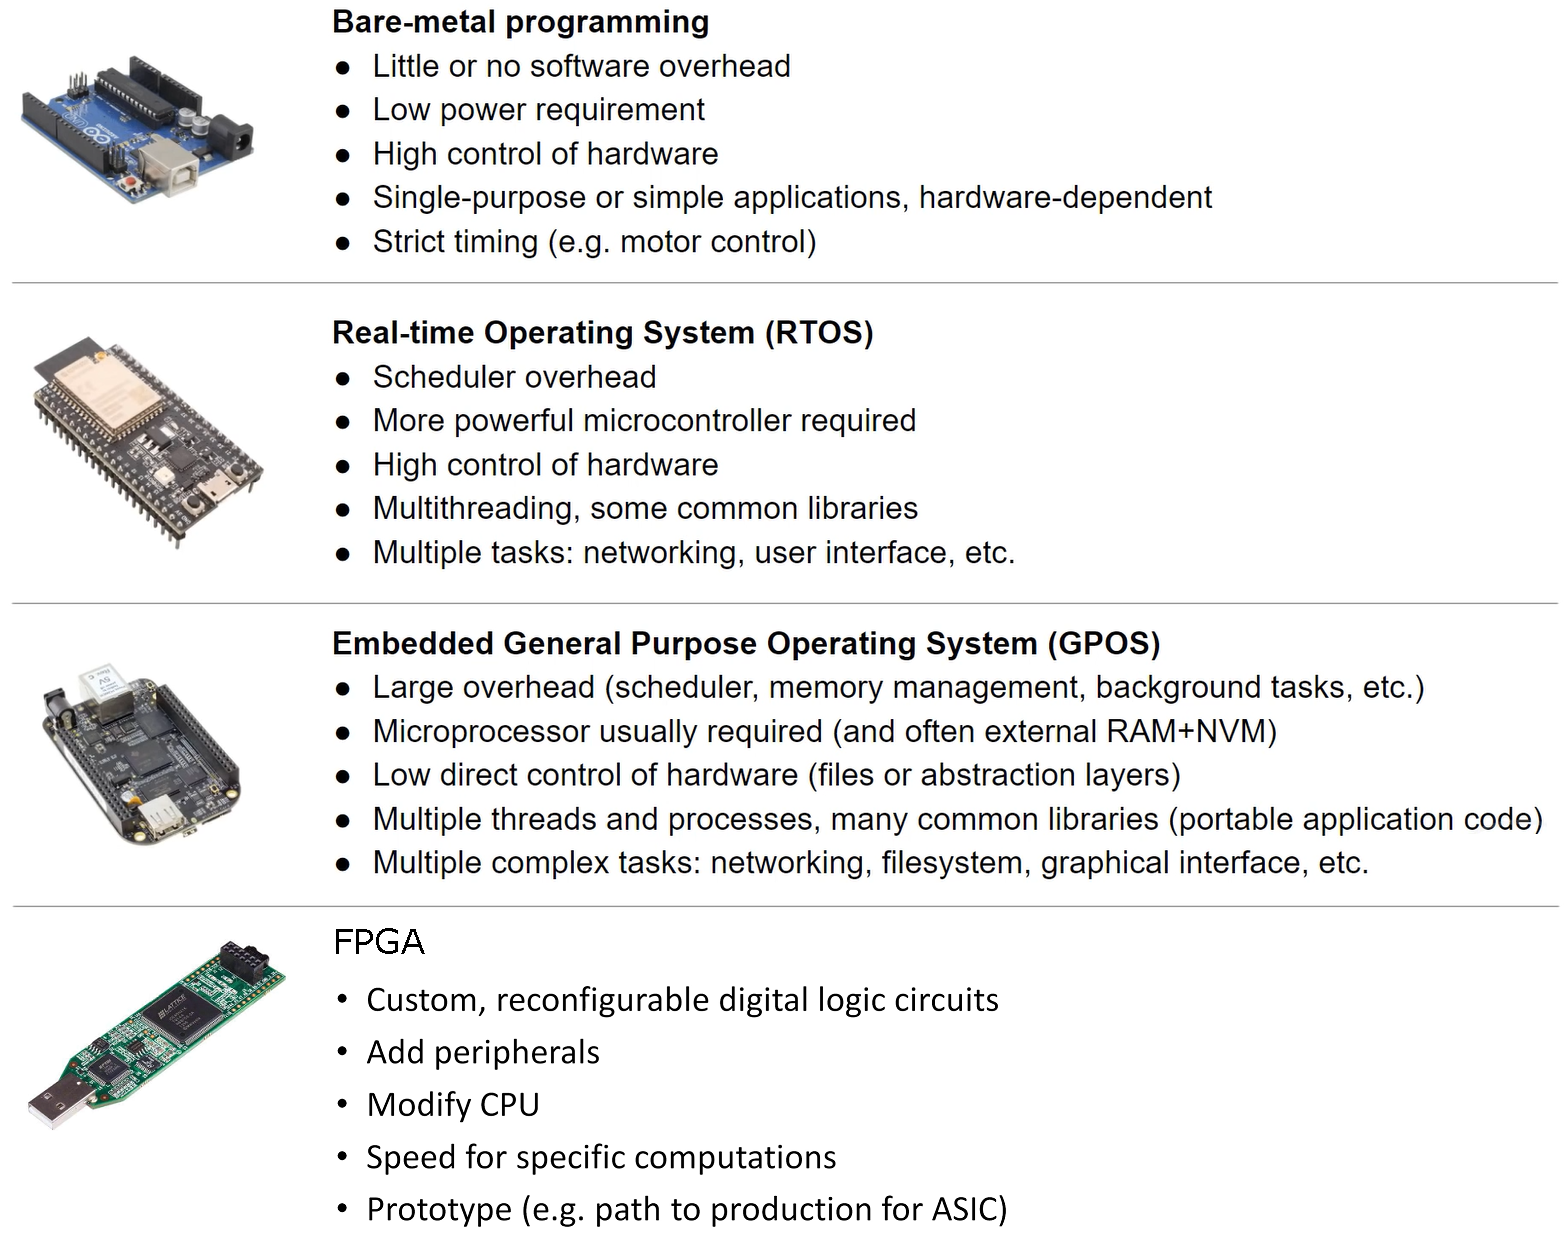 Bare-metal programming
● Little or no software overhead
● Low power requirement
● High control of hardware
● Single-purpose or simple applications, hardware-dependent
● Strict timing (e.g. motor control)
Real-time Operating System (RTOS)
● Scheduler overhead
● More powerful microcontroller required
● High control of hardware
● Multithreading, some common libraries
● Multiple tasks: networking, user interface, etc.
Embedded General Purpose Operating System (GPOS)
● Large overhead (scheduler, memory management, background tasks, etc.)
● Microprocessor usually required (and often external RAM+NVM)
● Low direct control of hardware (files or abstraction layers)
● Multiple threads and processes, many common libraries (portable application code)
● Multiple complex tasks: networking, filesystem, graphical interface, etc.
LATTICE
FPGA
• Custom, reconfigurable digital logic circuits
• Add peripherals
• Modify CPU
• Speed for specific computations
• Prototype (e.g. path to production for ASIC)